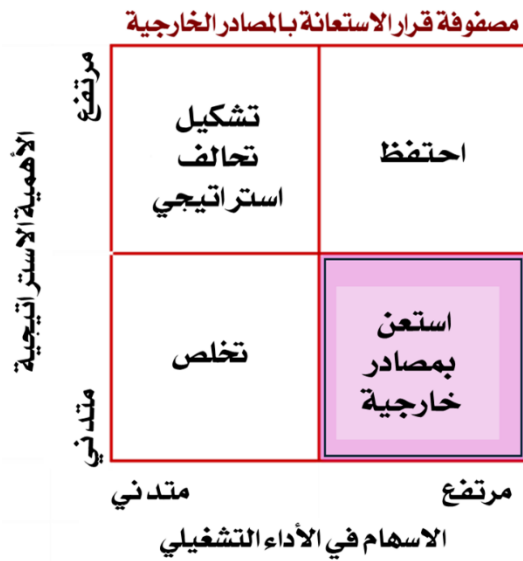 مصفوفة قرار الاستعانة بالمصادر الخارجية
مرتفع
الأهمية الاستراتيجية
متدني
احتفظ
تشكيل
تحالف
استراتيجي
استعن
بمصادر
خارجية
تخلص
مرتفع
متدني
الاسهام في الأداء التشغيلي